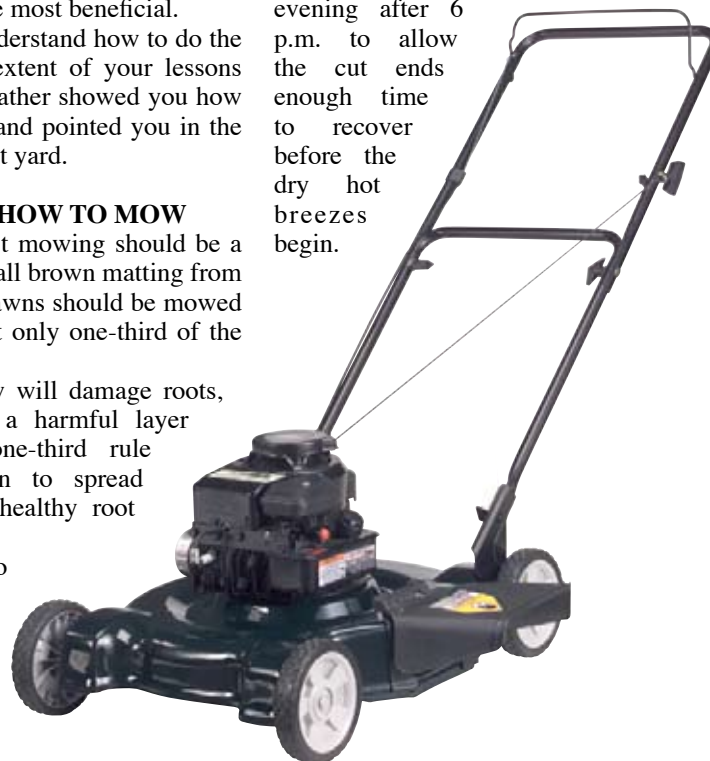 e most beneficial.
derstand how to do the
extent of your lessons
ather showed you how
and pointed you in the
t yard.
HOW TO MOW
t mowing should be a
all brown matting from
awns should be mowed
t only one-third of the
y will damage roots,
a harmful layer
one-third rule
n to spread
healthy root
o
evening after 6
p.m. to allow
the cut ends
enough time
to recover
before the
dry hot
breezes
begin.